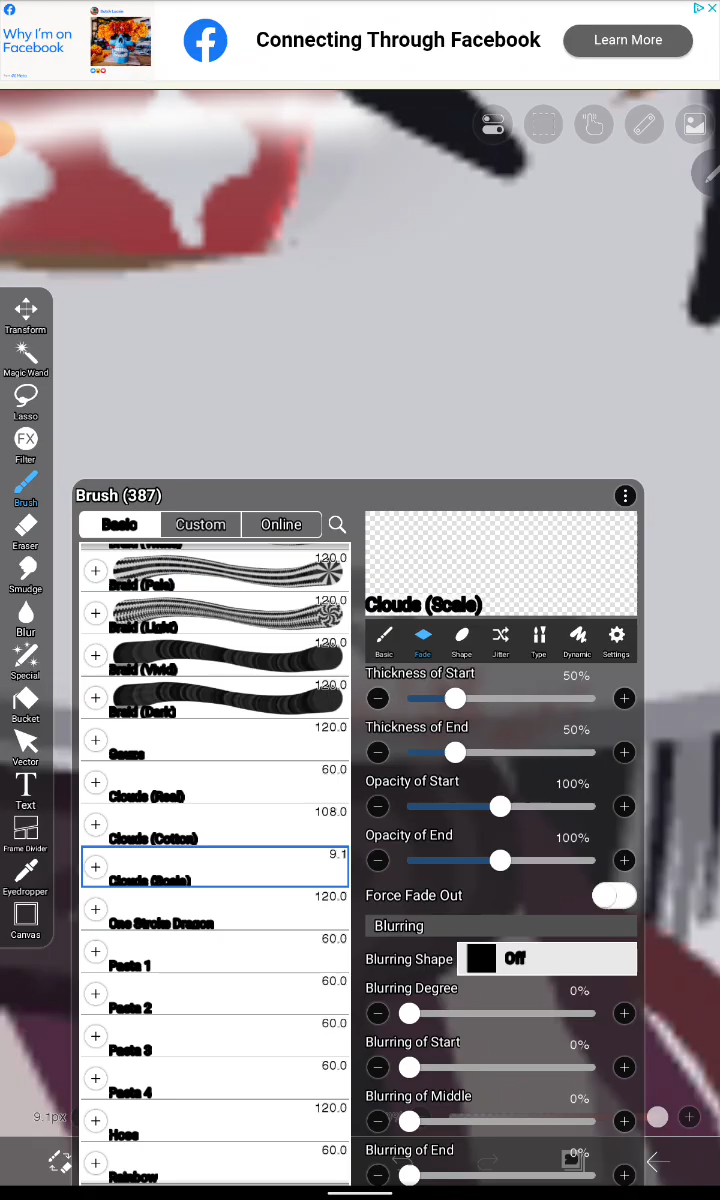 Why I'm on
Facebook
Connecting Through Facebook
Learn More
Transform
Magic Wand
Lasso
FX
Filter
Brush
Eraser
Smudge
Blur
Special
Bucket
Vector
T
Text
Frame Divider
Eyedropper
Canvas
Brush (387)
Basic
Custom
Online
120.0
Braid (Pale)
120.0
Braid (Light)
120.0
Braid (Vivid)
120.0
Braid (Dark)
120.0
Gauze
60.0
Clouds (Real)
108.0
Clouds (Cotton)
9.1
Clouds (Scale)
120.0
One Stroke Dragon
60.0
Pasta 1
60.0
Pasta 2
60.0
Pasta 3
60.0
Pasta 4
120.0
Hose
60.0
Rainbow
Clouds (Scale)
Basic
Fade
Shape
Jitter
Type
Dynamic
Settings
Thickness of Start
50%
Thickness of End
50%
Opacity of Start
100%
Opacity of End
100%
Force Fade Out
Blurring
Blurring Shape
Off
Blurring Degree
0%
Blurring of Start
0%
Blurring of Middle
0%
Blurring of End
0%
9.1px